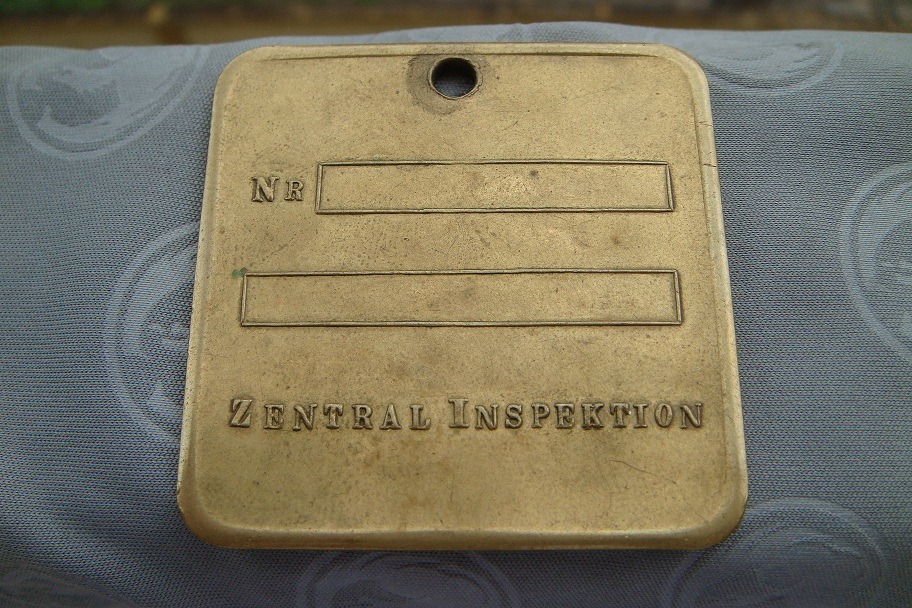 NR
ZENTRAL INSPEKTION